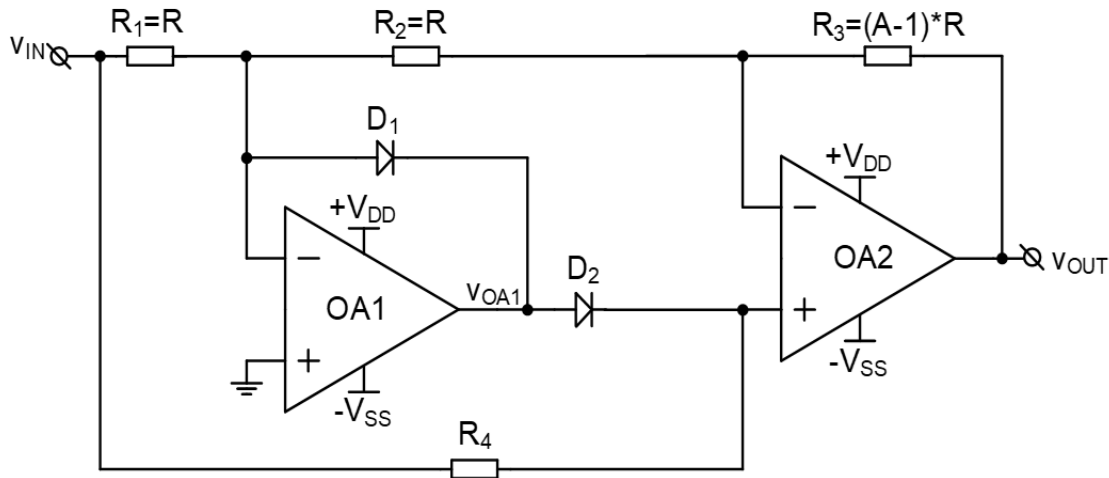 R₁=R
R₂=R
R₃=(A-1)*R
vIN
D₁
+VDD
+VDD
−
OA1
+
-VSS
vOA1
D₂
−
OA2
+
-VSS
vOUT
R₄